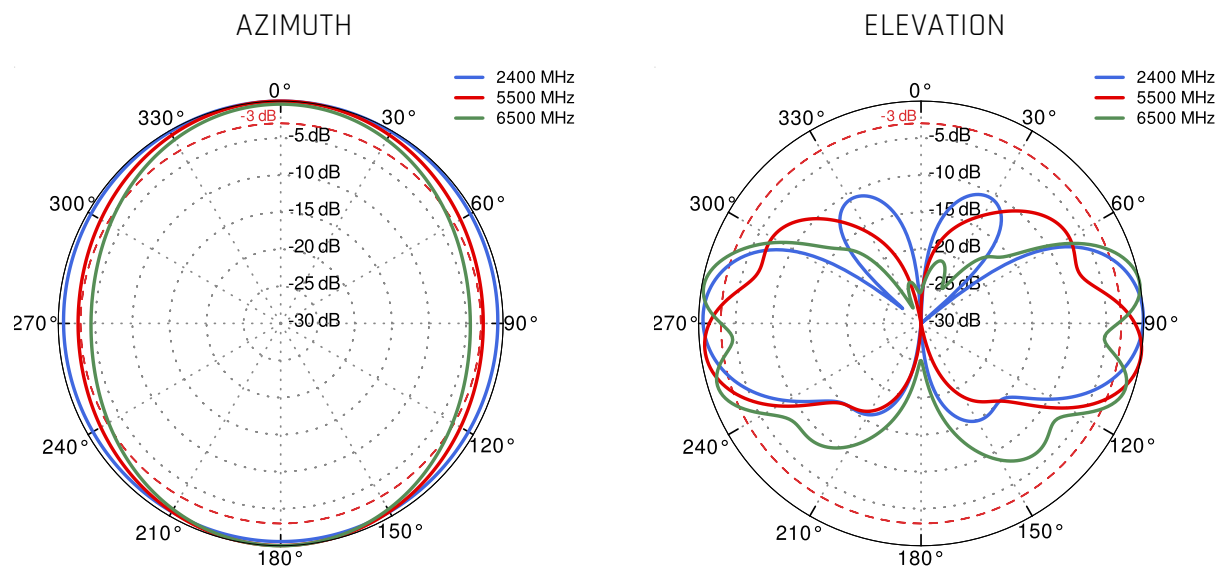 AZIMUTH
2400 MHz
5500 MHz
6500 MHz
0°
30°
60°
90°
120°
150°
180°
210°
240°
270°
300°
330°
-3 dB
-5 dB
-10 dB
-15 dB
-20 dB
-25 dB
-30 dB
ELEVATION
2400 MHz
5500 MHz
6500 MHz
0°
30°
60°
90°
120°
150°
180°
210°
240°
270°
300°
330°
-3 dB
-5 dB
-10 dB
-15 dB
-20 dB
-25 dB
-30 dB